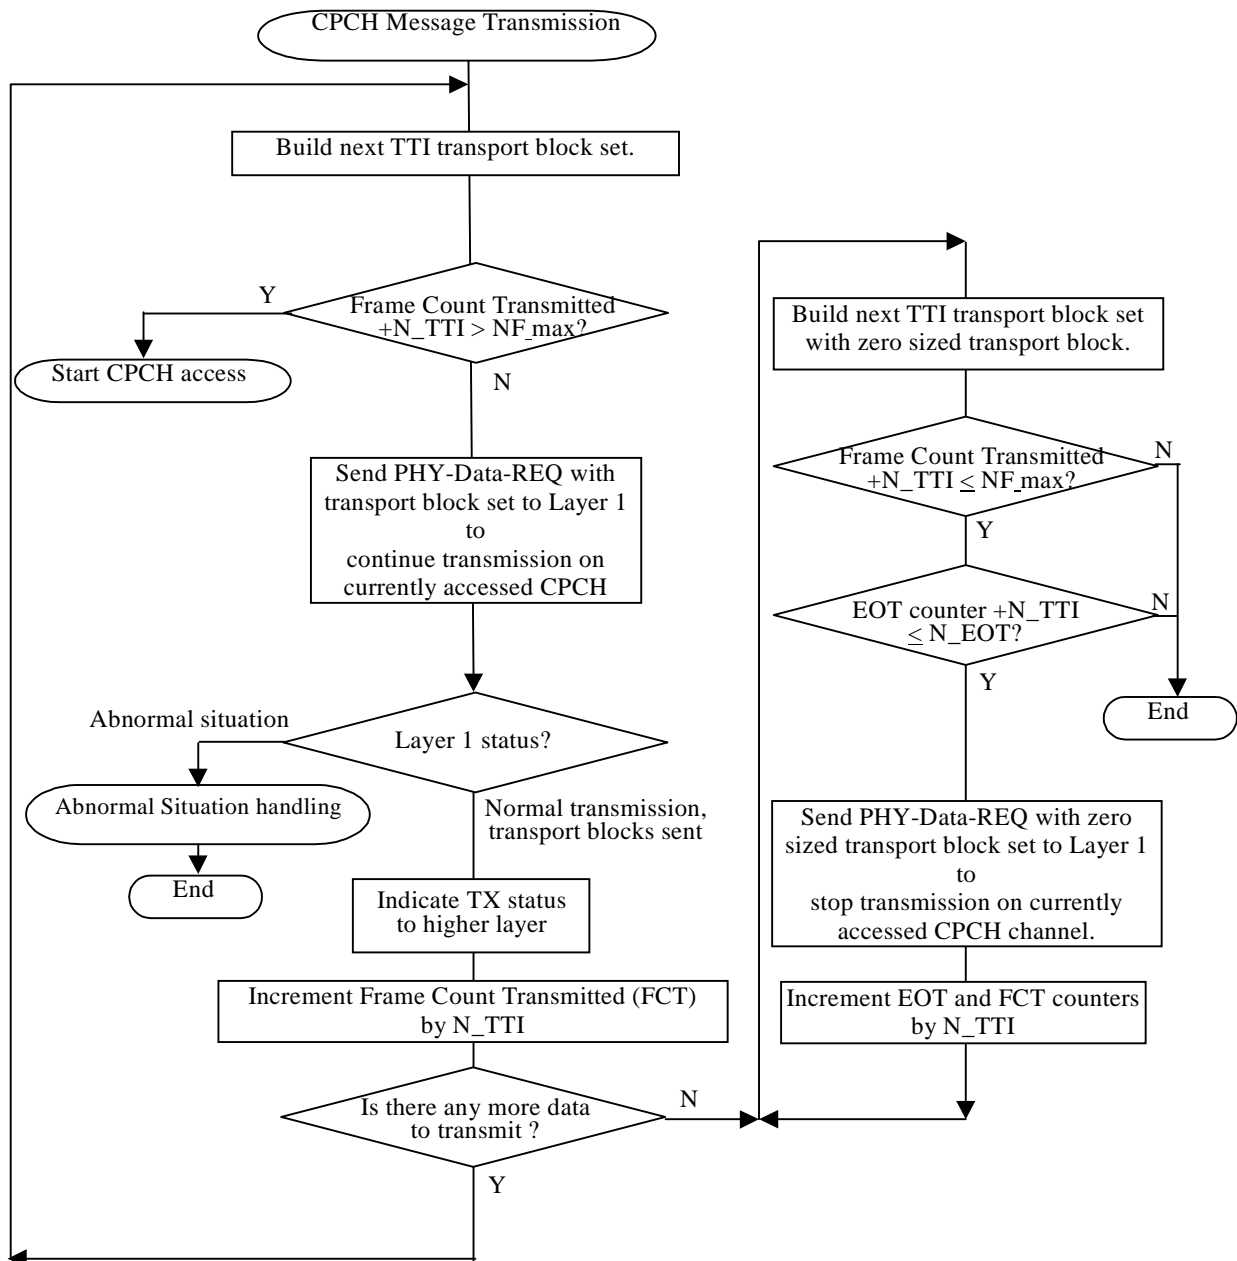 CPCH Message Transmission
Build next TTI transport block set.
Y
Frame Count Transmitted
+N_TTI > NF_max?
N
Start CPCH access
Send PHY-Data-REQ with
transport block set to Layer 1
to
continue transmission on
currently accessed CPCH
Abnormal situation
Layer 1 status?
Abnormal Situation handling
End
Normal transmission,
transport blocks sent
Indicate TX status
to higher layer
Increment Frame Count Transmitted (FCT)
by N_TTI
Is there any more data
to transmit ?
N
Y
Build next TTI transport block set
with zero sized transport block.
Frame Count Transmitted
+N_TTI ≤ NF_max?
N
Y
EOT counter +N_TTI
≤ N_EOT?
N
Y
End
Send PHY-Data-REQ with zero
sized transport block set to Layer 1
to
stop transmission on currently
accessed CPCH channel.
Increment EOT and FCT counters
by N_TTI